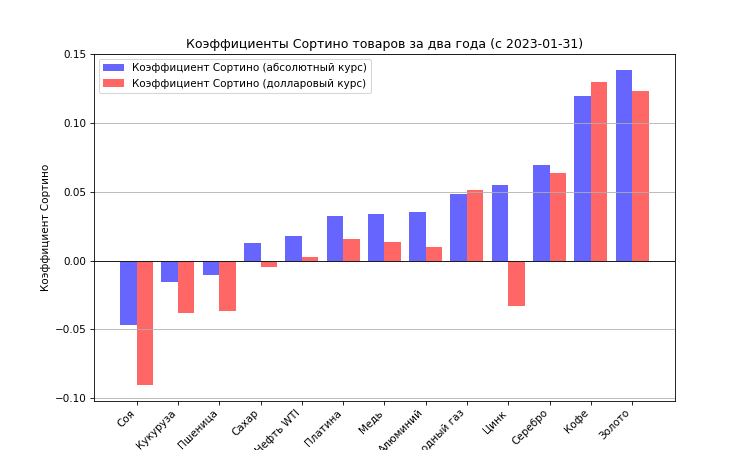 Коэффициенты Сортино товаров за два года (с 2023-01-31)
Коэффициент Сортино (абсолютный курс)
Коэффициент Сортино (долларовый курс)
Коэффициент Сортино
0.15
0.10
0.05
0.00
−0.05
−0.10
Соя
Кукуруза
Пшеница
Сахар
Нефть WTI
Платина
Медь
Алюминий
газ
Цинк
Серебро
Кофе
Золото